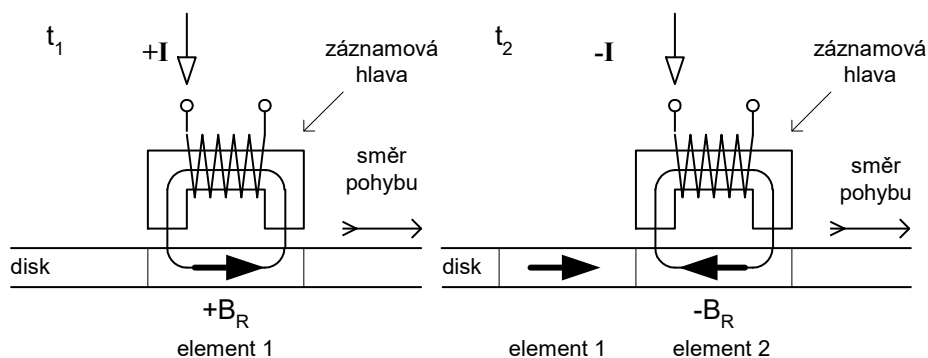 t1
+I
záznamová
hlava
směr
pohybu
disk
+BR
element 1
t2
-I
záznamová
hlava
směr
pohybu
disk
-BR
element 1
element 2